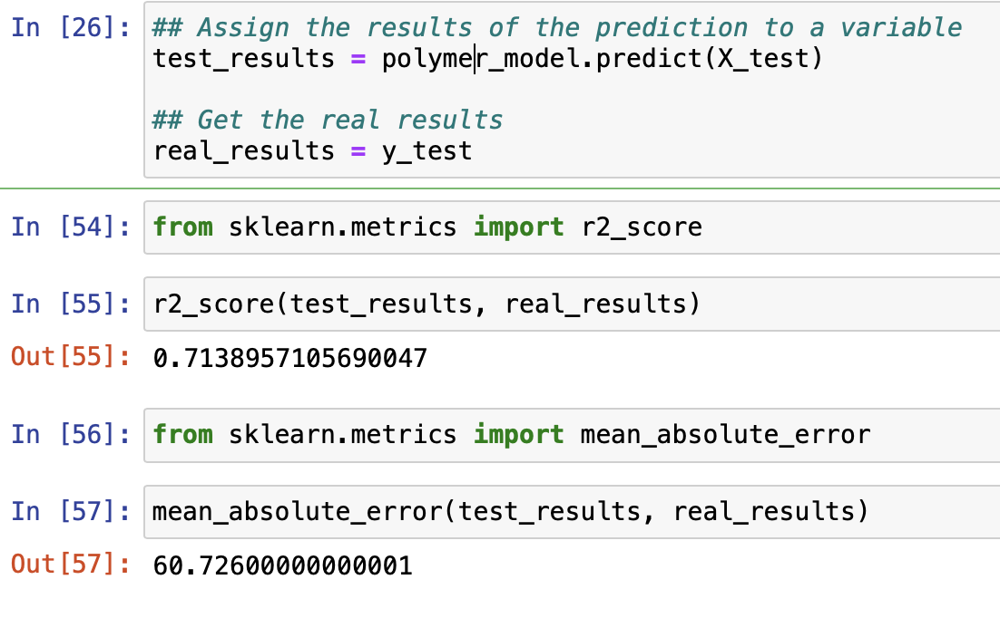 In [26]: ## Assign the results of the prediction to a variable
test_results = polymer_model.predict(X_test)
## Get the real results
real_results = y_test
In [54]: from sklearn.metrics import r2_score
In [55]: r2_score(test_results, real_results)
Out[55]: 0.7138957105690047
In [56]: from sklearn.metrics import mean_absolute_error
In [57]: mean_absolute_error(test_results, real_results)
Out[57]: 60.72600000000001